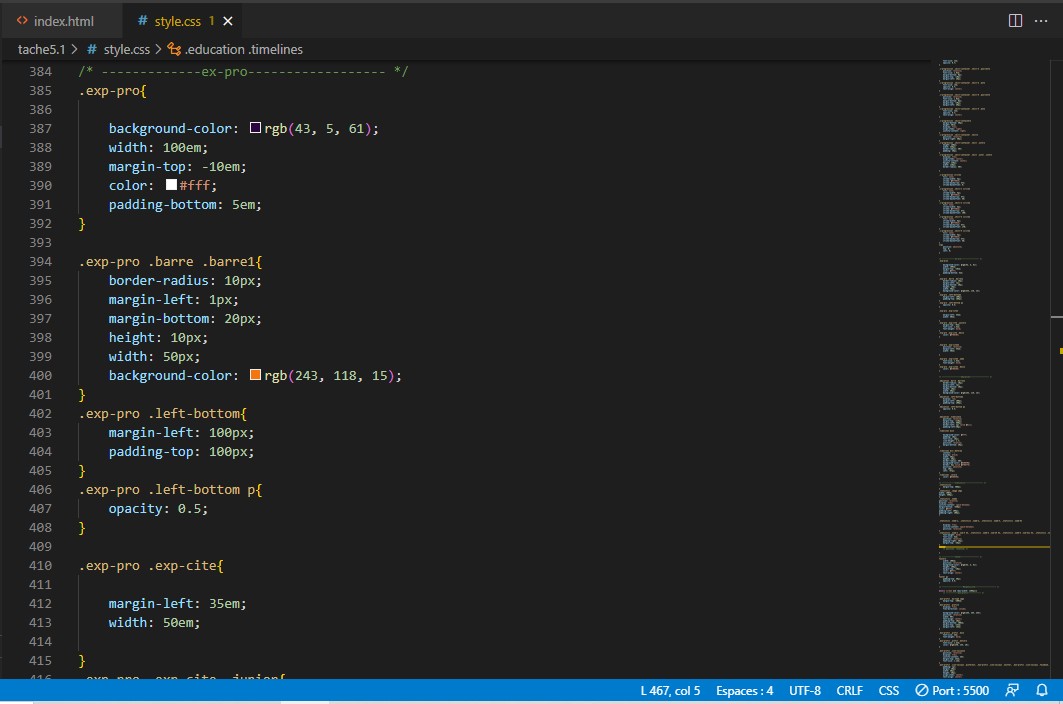 index.html
style.css 1
tache5.1 > style.css > .education .timelines
384 /* -------------ex-pro------------------ */
385 .exp-pro{
386
387 background-color: rgb(43, 5, 61);
388 width: 100em;
389 margin-top: -10em;
390 color: #fff;
391 padding-bottom: 5em;
392 }
393
394 .exp-pro .barre .barre1{
395 border-radius: 10px;
396 margin-left: 1px;
397 margin-bottom: 20px;
398 height: 10px;
399 width: 50px;
400 background-color: rgb(243, 118, 15);
401 }
402 .exp-pro .left-bottom{
403 margin-left: 100px;
404 padding-top: 100px;
405 }
406 .exp-pro .left-bottom p{
407 opacity: 0.5;
408 }
409
410 .exp-pro .exp-cite{
411
412 margin-left: 35em;
413 width: 50em;
414
415 }
416 .exp-pro .exp-cite .junior{
L 467, col 5 Espaces : 4 UTF-8 CRLF CSS Port : 5500